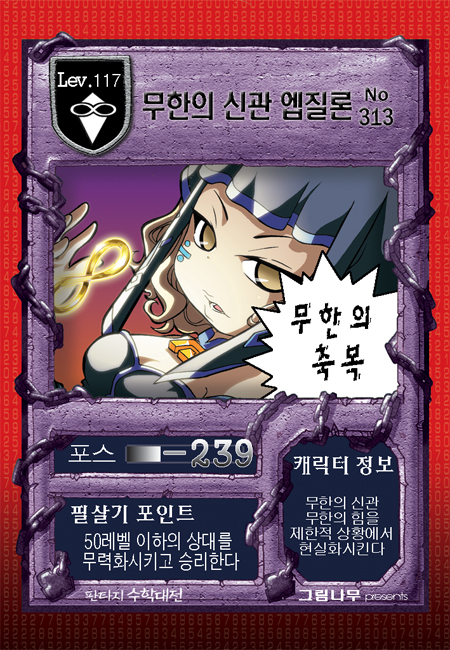 Lev.117
무한의 신관 엠질론
No
313
무한의
축복
포스 -239
필살기 포인트
50레벨 이하의 상대를
무력화시키고 승리한다
캐릭터 정보
무한의 신관
무한의 힘을
제한적 상황에서
현실화시킨다
판타지 수학대전
그림나무 presents